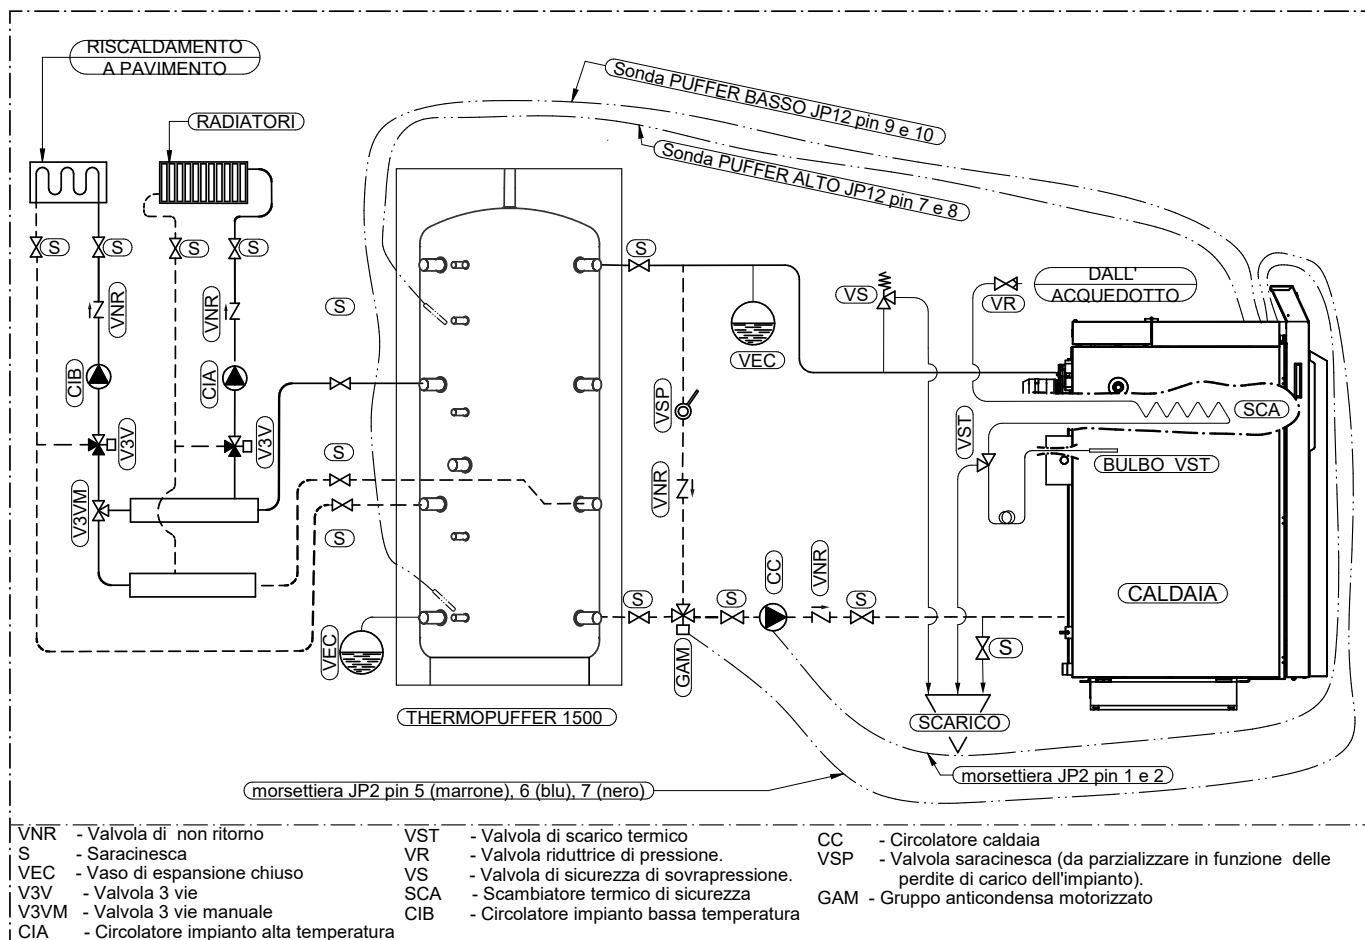 RISCALDAMENTO
A PAVIMENTO
RADIATORI
Sonda PUFFER BASSO JP12 pin 9 e 10
Sonda PUFFER ALTO JP12 pin 7 e 8
S
S
S
S
S
VNR
VNR
S
VS
VR
DALL'
ACQUEDOTTO
VEC
CIB
CIA
VSP
SCA
V3V
V3V
VST
S
BULBO VST
VNR
V3VM
S
CC
VNR
CALDAIA
S
S
S
VEC
GAM
S
THERMOPUFFER 1500
SCARICO
morsettiera JP2 pin 1 e 2
morsettiera JP2 pin 5 (marrone), 6 (blu), 7 (nero)
VNR - Valvola di non ritorno
S - Saracinesca
VEC - Vaso di espansione chiuso
V3V - Valvola 3 vie
V3VM - Valvola 3 vie manuale
CIA - Circolatore impianto alta temperatura
VST - Valvola di scarico termico
VR - Valvola riduttrice di pressione.
VS - Valvola di sicurezza di sovrapressione.
SCA - Scambiatore termico di sicurezza
CIB - Circolatore impianto bassa temperatura
CC - Circolatore caldaia
VSP - Valvola saracinesca (da parzializzare in funzione delle
perdite di carico dell'impianto).
GAM - Gruppo anticondensa motorizzato